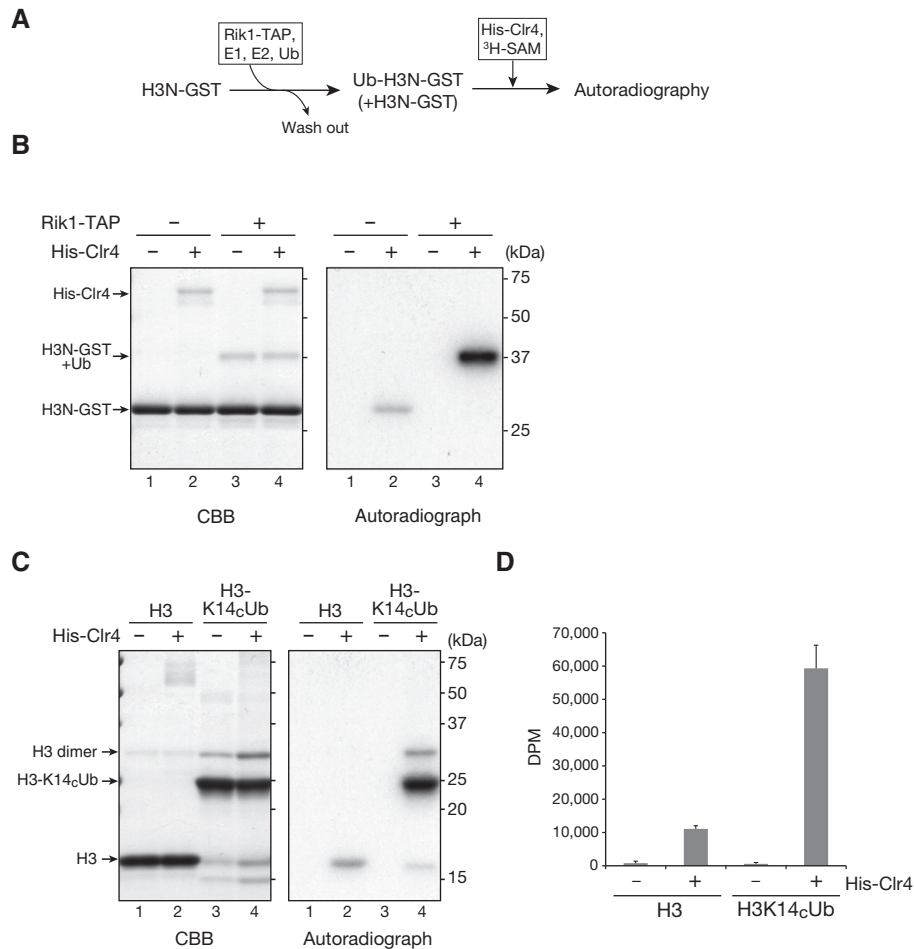 A
Rik1-TAP,
E1, E2, Ub
His-Clr4,
³H-SAM
H3N-GST
Ub-H3N-GST
(+H3N-GST)
Autoradiography
Wash out
B
Rik1-TAP – + – +
His-Clr4 – + – + – + – + (kDa)
His-Clr4
H3N-GST
+Ub
H3N-GST
75
50
37
25
1 2 3 4 1 2 3 4
CBB Autoradiograph
C
H3 H3-
K14cUb H3 H3-
K14cUb
His-Clr4 – + – + – + – + (kDa)
H3 dimer
H3-K14cUb
H3
75
50
37
25
20
15
1 2 3 4 1 2 3 4
CBB Autoradiograph
D
DPM
70,000
60,000
50,000
40,000
30,000
20,000
10,000
0
– + – + His-Clr4
H3 H3K14cUb